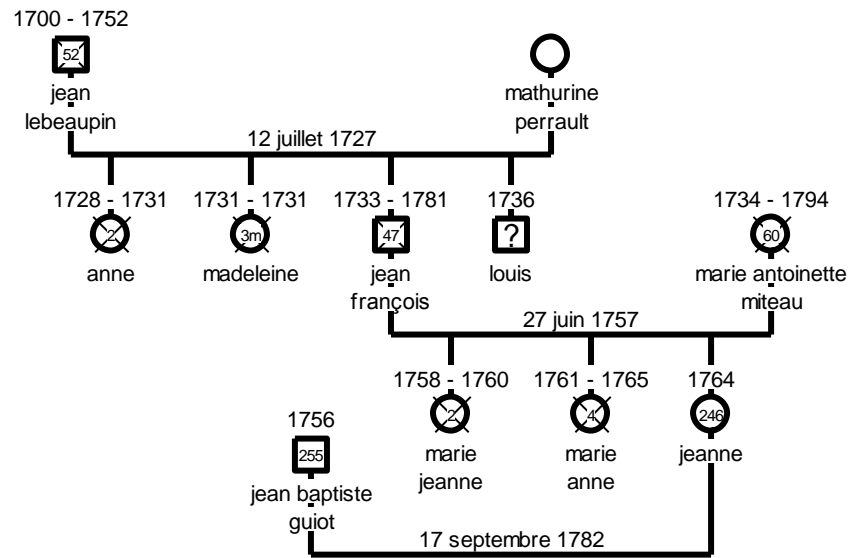 1700 - 1752
52
jean
lebeaupin
mathurine
perrault
12 juillet 1727
1728 - 1731
2
anne
1731 - 1731
3m
madeleine
1733 - 1781
47
jean
françois
1736
?
louis
1734 - 1794
60
marie antoinette
miteau
27 juin 1757
1758 - 1760
2
marie
jeanne
1761 - 1765
4
marie
anne
1764
246
jeanne
1756
255
jean baptiste
guiot
17 septembre 1782